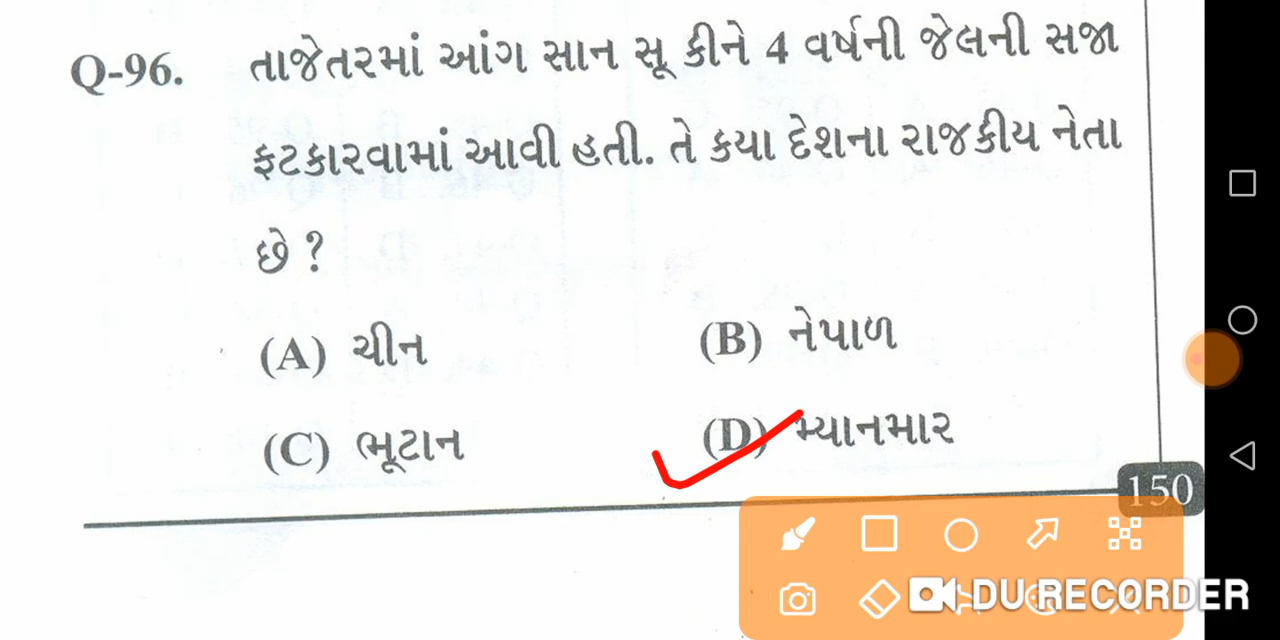 Q-96. તાજેતરમાં આંગ સાન સૂ કીને 4 વર્ષની જેલની સજા
ફટકારવામાં આવી હતી. તે કયા દેશના રાજકીય નેતા
છે ?
(A) ચીન (B) નેપાળ
(C) ભૂટાન (D) મ્યાનમાર
150
DU RECORDER